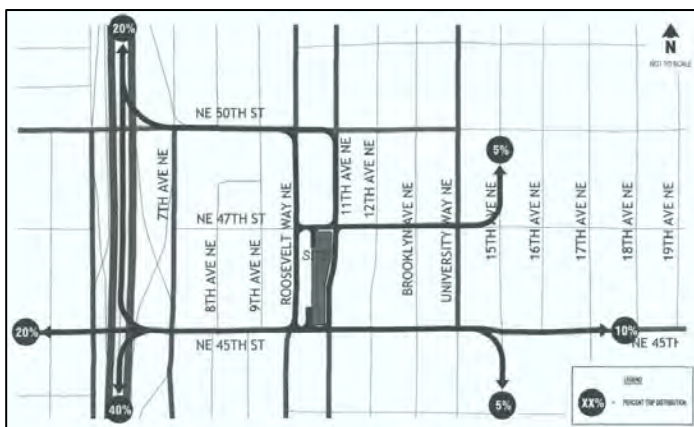 20%
N
NOT TO SCALE
NE 50TH ST
5%
7TH AVE NE
11TH AVE NE
12TH AVE NE
NE 47TH ST
8TH AVE NE
9TH AVE NE
ROOSEVELT WAY NE
BROOKLYN AVE NE
UNIVERSITY WAY NE
15TH AVE NE
16TH AVE NE
17TH AVE NE
18TH AVE NE
19TH AVE NE
20%
10%
NE 45TH ST
NE 45TH
40%
5%
LEGEND
XX% - PERCENT TRIP DISTRIBUTION